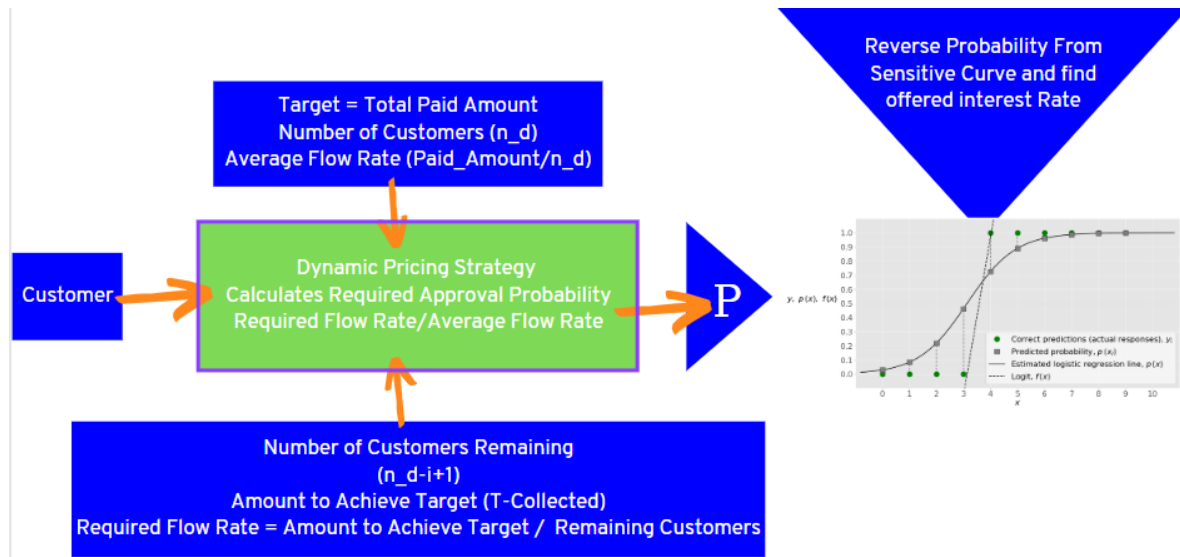 Reverse Probability From
Sensitive Curve and find
offered interest Rate
Target = Total Paid Amount
Number of Customers (n_d)
Average Flow Rate (Paid_Amount/n_d)
Customer
Dynamic Pricing Strategy
Calculates Required Approval Probability
Required Flow Rate/Average Flow Rate
P
Number of Customers Remaining
(n_d-i+1)
Amount to Achieve Target (T-Collected)
Required Flow Rate = Amount to Achieve Target / Remaining Customers
y, p(x), f(x)
1.0
0.9
0.8
0.7
0.6
0.5
0.4
0.3
0.2
0.1
0.0
Correct predictions (actual responses), yᵢ
Predicted probability, p(xᵢ)
Estimated logistic regression line, p(x)
Logit, f(x)
0 1 2 3 4 5 6 7 8 9 10
x